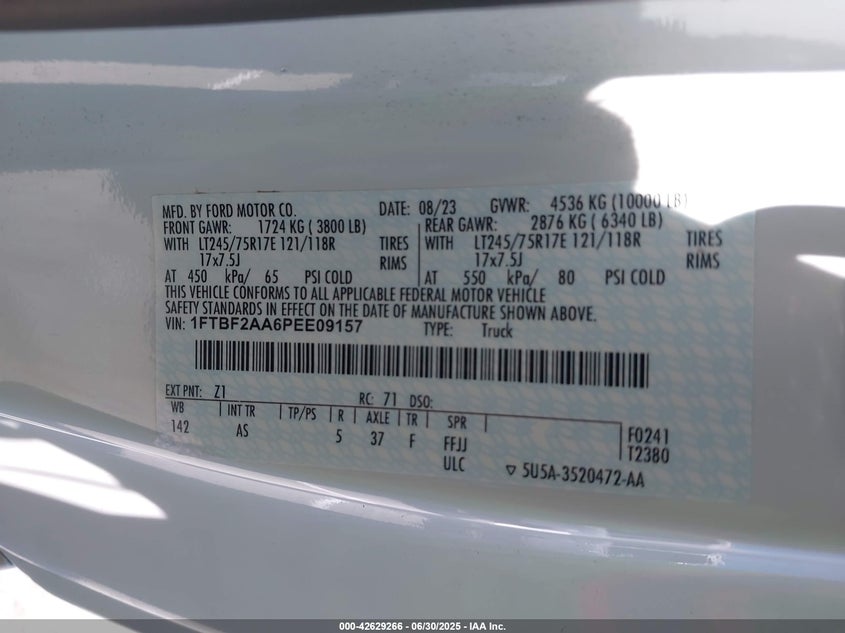 MFD. BY FORD MOTOR CO. DATE: 08/23 GVWR: 4536 KG (10000 LB)
FRONT GAWR: 1724 KG ( 3800 LB) REAR GAWR: 2876 KG ( 6340 LB)
WITH LT245/75R17E 121/118R TIRES WITH LT245/75R17E 121/118R TIRES
17x7.5J RIMS 17x7.5J RIMS
AT 450 kPa/ 65 PSI COLD AT 550 kPa/ 80 PSI COLD
THIS VEHICLE CONFORMS TO ALL APPLICABLE FEDERAL MOTOR VEHICLE
SAFETY STANDARDS IN EFFECT ON THE DATE OF MANUFACTURE SHOWN ABOVE.
VIN: 1FTBF2AA6PEE09157 TYPE: Truck
EXT PNT: Z1 RC: 71 DSO:
WB INT TR TP/PS R AXLE TR SPR
142 AS 5 37 F FFJJ F0241
ULC T2380
▽ 5U5A-3520472-AA
000-42629266 - 06/30/2025 - IAA Inc.